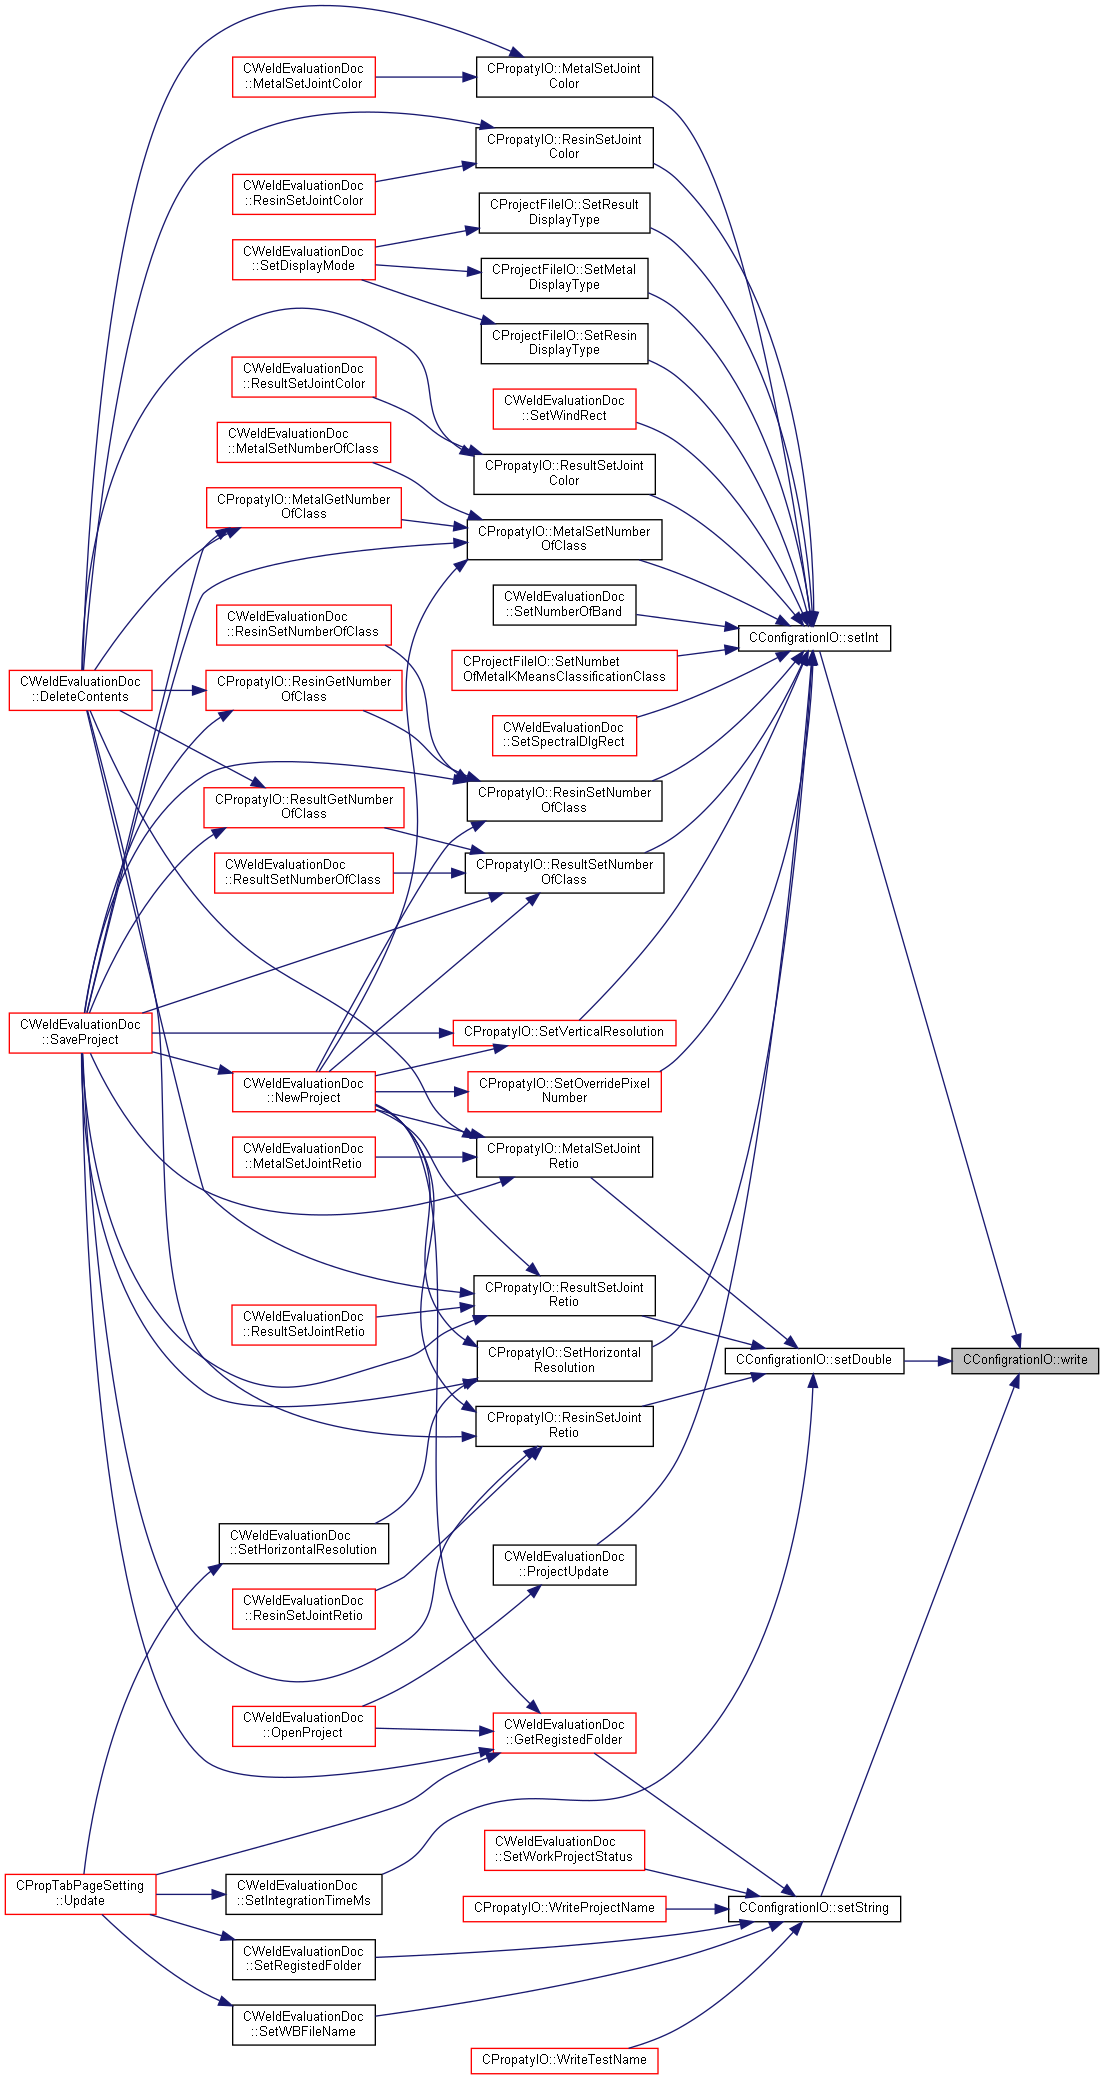 CWeldEvaluationDoc
::MetalSetJointColor
CPropatyIO::MetalSetJoint
Color
CPropatyIO::ResinSetJoint
Color
CWeldEvaluationDoc
::ResinSetJointColor
CProjectFileIO::SetResult
DisplayType
CWeldEvaluationDoc
::SetDisplayMode
CProjectFileIO::SetMetal
DisplayType
CProjectFileIO::SetResin
DisplayType
CWeldEvaluationDoc
::ResultSetJointColor
CWeldEvaluationDoc
::SetWindRect
CWeldEvaluationDoc
::MetalSetNumberOfClass
CPropatyIO::ResultSetJoint
Color
CPropatyIO::MetalGetNumber
OfClass
CPropatyIO::MetalSetNumber
OfClass
CWeldEvaluationDoc
::SetNumberOfBand
CWeldEvaluationDoc
::ResinSetNumberOfClass
CConfigrationIO::setInt
CProjectFileIO::SetNumbet
OfMetalKMeansClassificationClass
CWeldEvaluationDoc
::DeleteContents
CPropatyIO::ResinGetNumber
OfClass
CWeldEvaluationDoc
::SetSpectralDlgRect
CPropatyIO::ResinSetNumber
OfClass
CPropatyIO::ResultGetNumber
OfClass
CWeldEvaluationDoc
::ResultSetNumberOfClass
CPropatyIO::ResultSetNumber
OfClass
CWeldEvaluationDoc
::SaveProject
CPropatyIO::SetVerticalResolution
CWeldEvaluationDoc
::NewProject
CPropatyIO::SetOverridePixel
Number
CWeldEvaluationDoc
::MetalSetJointRetio
CPropatyIO::MetalSetJoint
Retio
CPropatyIO::ResultSetJoint
Retio
CWeldEvaluationDoc
::ResultSetJointRetio
CPropatyIO::SetHorizontal
Resolution
CConfigrationIO::setDouble
CConfigrationIO::write
CPropatyIO::ResinSetJoint
Retio
CWeldEvaluationDoc
::SetHorizontalResolution
CWeldEvaluationDoc
::ProjectUpdate
CWeldEvaluationDoc
::ResinSetJointRetio
CWeldEvaluationDoc
::OpenProject
CWeldEvaluationDoc
::GetRegistedFolder
CWeldEvaluationDoc
::SetWorkProjectStatus
CPropTabPageSetting
::Update
CWeldEvaluationDoc
::SetIntegrationTimeMs
CPropatyIO::WriteProjectName
CConfigrationIO::setString
CWeldEvaluationDoc
::SetRegistedFolder
CWeldEvaluationDoc
::SetWBFileName
CPropatyIO::WriteTestName